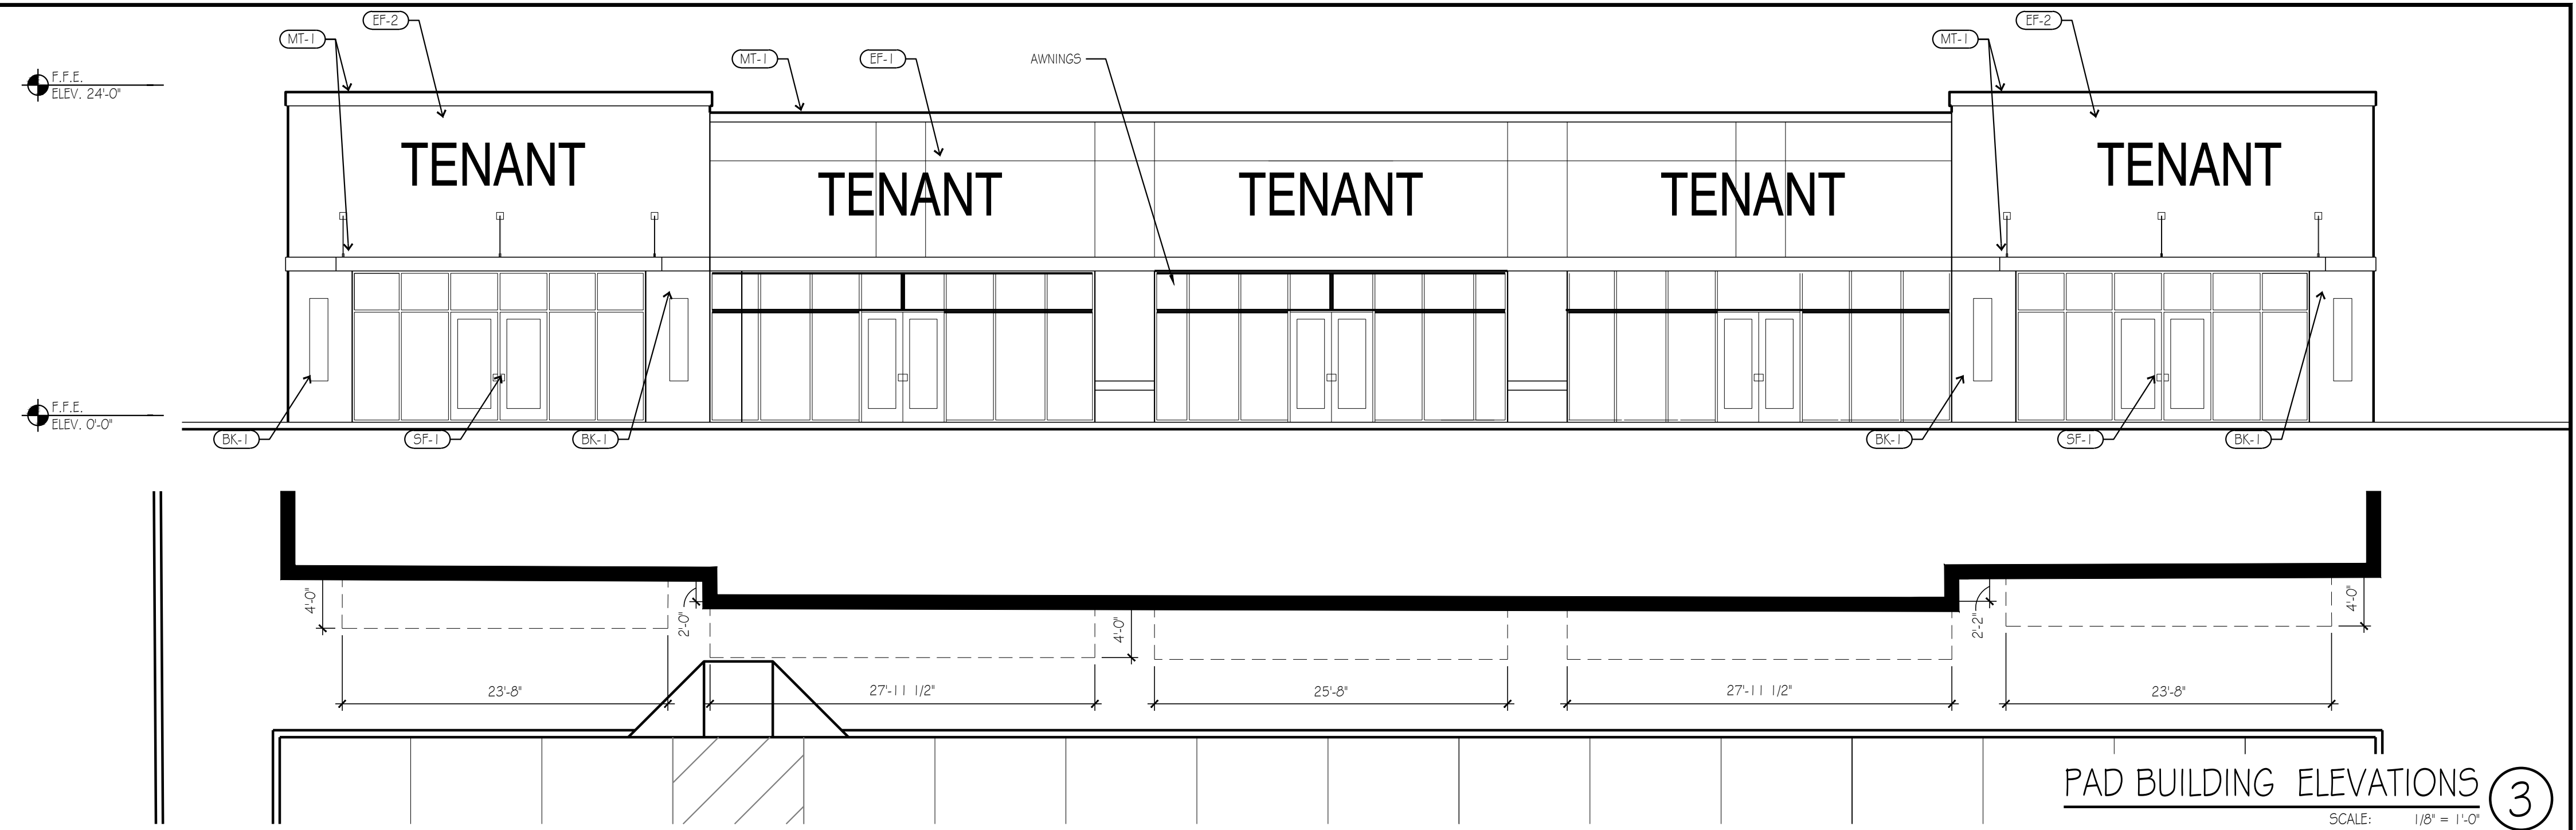 EF-2
EF-2
MT-1
MT-1
EF-1
AWNINGS
MT-1
F.F.E.
ELEV. 24'-0"
TENANT
TENANT
TENANT
TENANT
TENANT
F.F.E.
ELEV. 0'-0"
BK-1
SF-1
BK-1
BK-1
SF-1
BK-1
4'-0"
2'-0"
4'-0"
2'-2"
4'-0"
23'-8"
27'-11 1/2"
25'-8"
27'-11 1/2"
23'-8"
PAD BUILDING ELEVATIONS
3
SCALE: 1/8" = 1'-0"